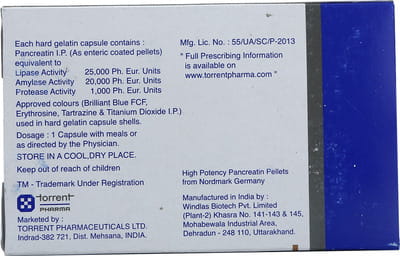 Each hard gelatin capsule contains :
Pancreatin I.P. (As enteric coated pellets)
equivalent to
Lipase Activity 25,000 Ph. Eur. Units
Amylase Activity 20,000 Ph. Eur. Units
Protease Activity 1,000 Ph. Eur. Units
Approved colours (Brilliant Blue FCF,
Erythrosine, Tartrazine & Titanium Dioxide I.P.)
used in hard gelatin capsule shells.
Dosage : 1 Capsule with meals or
as directed by the Physician.
STORE IN A COOL,DRY PLACE.
Keep out of reach of children
TM - Trademark Under Registration
torrent
PHARMA
Marketed by :
TORRENT PHARMACEUTICALS LTD.
Indrad-382 721, Dist. Mehsana, INDIA.
Mfg. Lic. No. : 55/UA/SC/P-2013
" Full Prescribing Information
is available on
www.torrentpharma.com "
High Potency Pancreatin Pellets
from Nordmark Germany
Manufactured in India by :
Windlas Biotech Pvt. Limited
(Plant-2) Khasra No. 141-143 & 145,
Mohabewala Industrial Area,
Dehradun - 248 110, Uttarakhand.